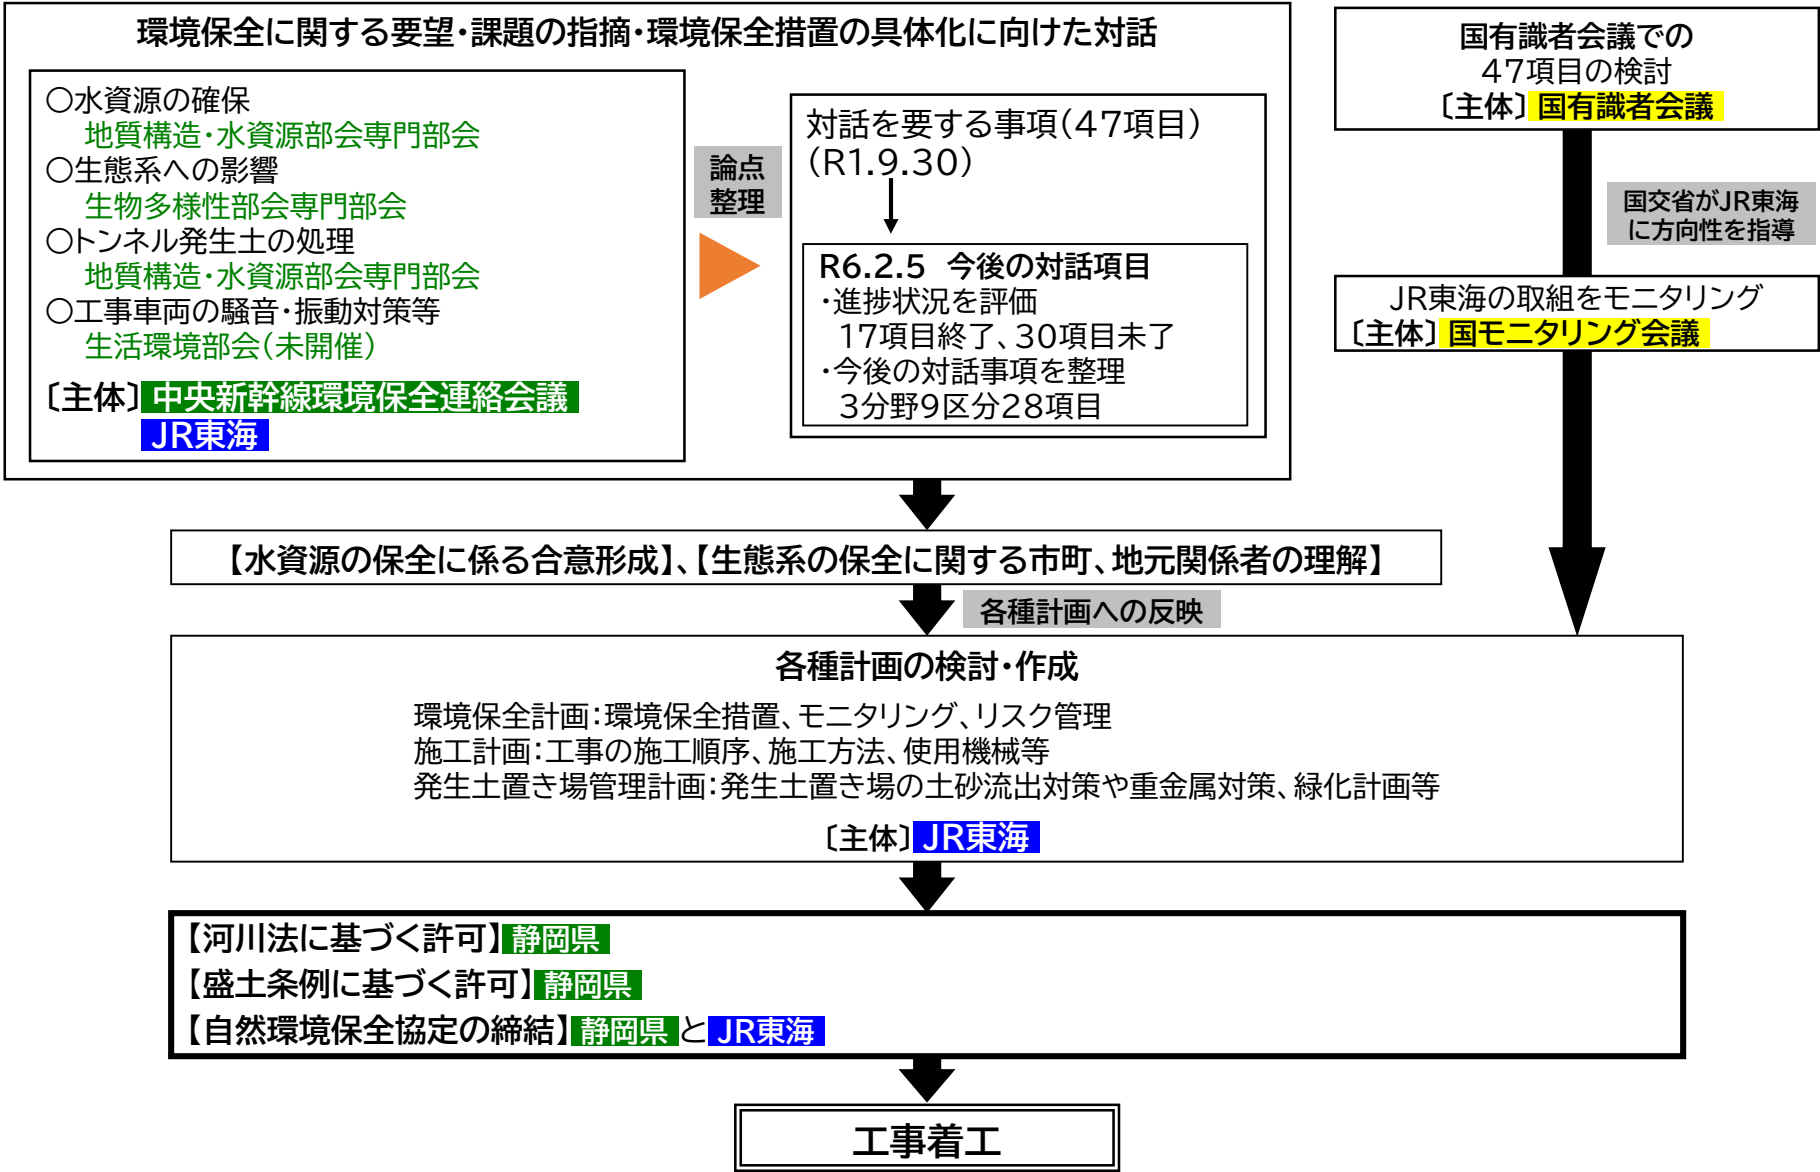 環境保全に関する要望・課題の指摘・環境保全措置の具体化に向けた対話
○水資源の確保
地質構造・水資源部会専門部会
○生態系への影響
生物多様性部会専門部会
○トンネル発生土の処理
地質構造・水資源部会専門部会
○工事車両の騒音・振動対策等
生活環境部会(未開催)
〔主体〕中央新幹線環境保全連絡会議
JR東海
論点
整理
対話を要する事項(47項目)
(R1.9.30)
R6.2.5 今後の対話項目
・進捗状況を評価
17項目終了、30項目未了
・今後の対話事項を整理
3分野9区分28項目
国有識者会議での
47項目の検討
〔主体〕国有識者会議
国交省がJR東海
に方向性を指導
JR東海の取組をモニタリング
〔主体〕国モニタリング会議
【水資源の保全に係る合意形成】、【生態系の保全に関する市町、地元関係者の理解】
各種計画への反映
各種計画の検討・作成
環境保全計画：環境保全措置、モニタリング、リスク管理
施工計画：工事の施工順序、施工方法、使用機械等
発生土置き場管理計画：発生土置き場の土砂流出対策や重金属対策、緑化計画等
〔主体〕JR東海
【河川法に基づく許可】静岡県
【盛土条例に基づく許可】静岡県
【自然環境保全協定の締結】静岡県とJR東海
工事着工